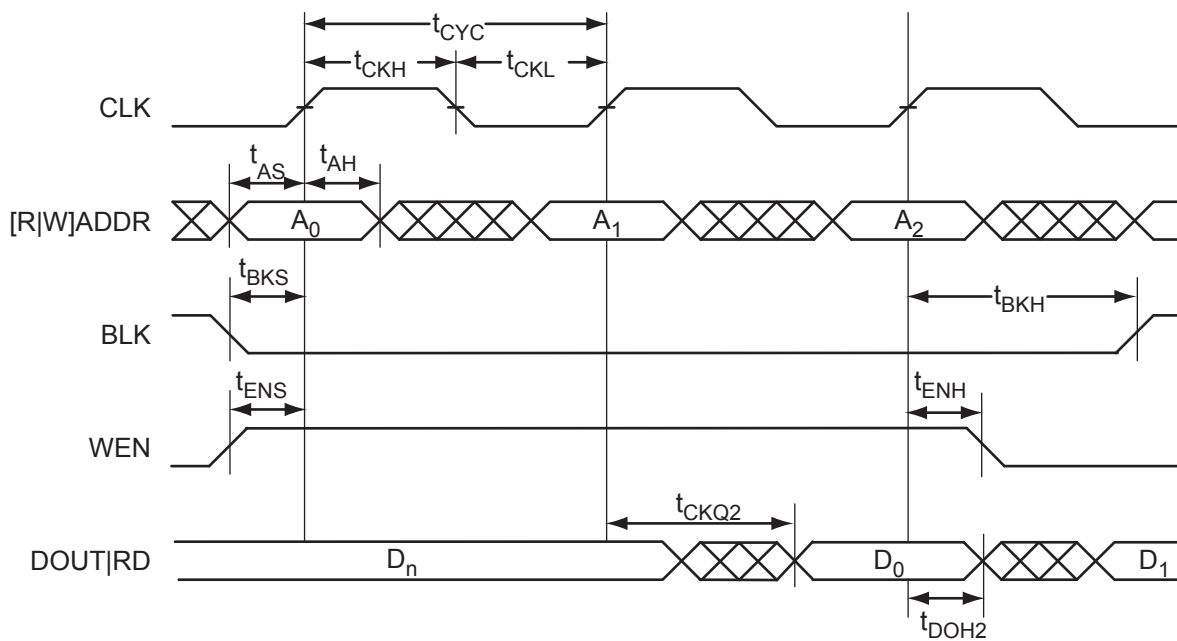 tCYC
tCKH tCKL
CLK
tAS tAH
[R|W]ADDR A0 A1 A2
tBKS tBKH
BLK
tENS tENH
WEN
tCKQ2
DOUT|RD Dn D0 D1
tDOH2